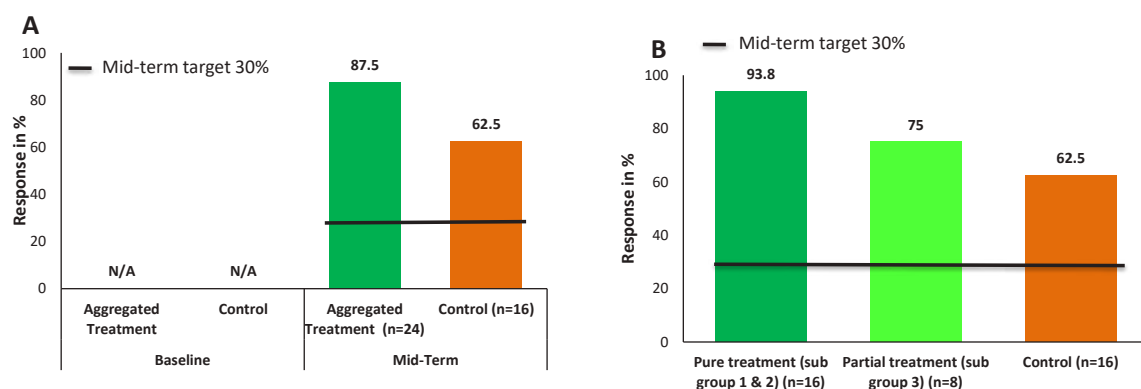 A
Mid-term target 30%
Response in %
100
80
60
40
20
0
87.5
62.5
N/A
N/A
Aggregated Treatment
Control
Aggregated Treatment (n=24)
Control (n=16)
Baseline
Mid-Term
B
Mid-term target 30%
Response in %
100
80
60
40
20
0
93.8
75
62.5
Pure treatment (sub group 1 & 2) (n=16)
Partial treatment (sub group 3) (n=8)
Control (n=16)